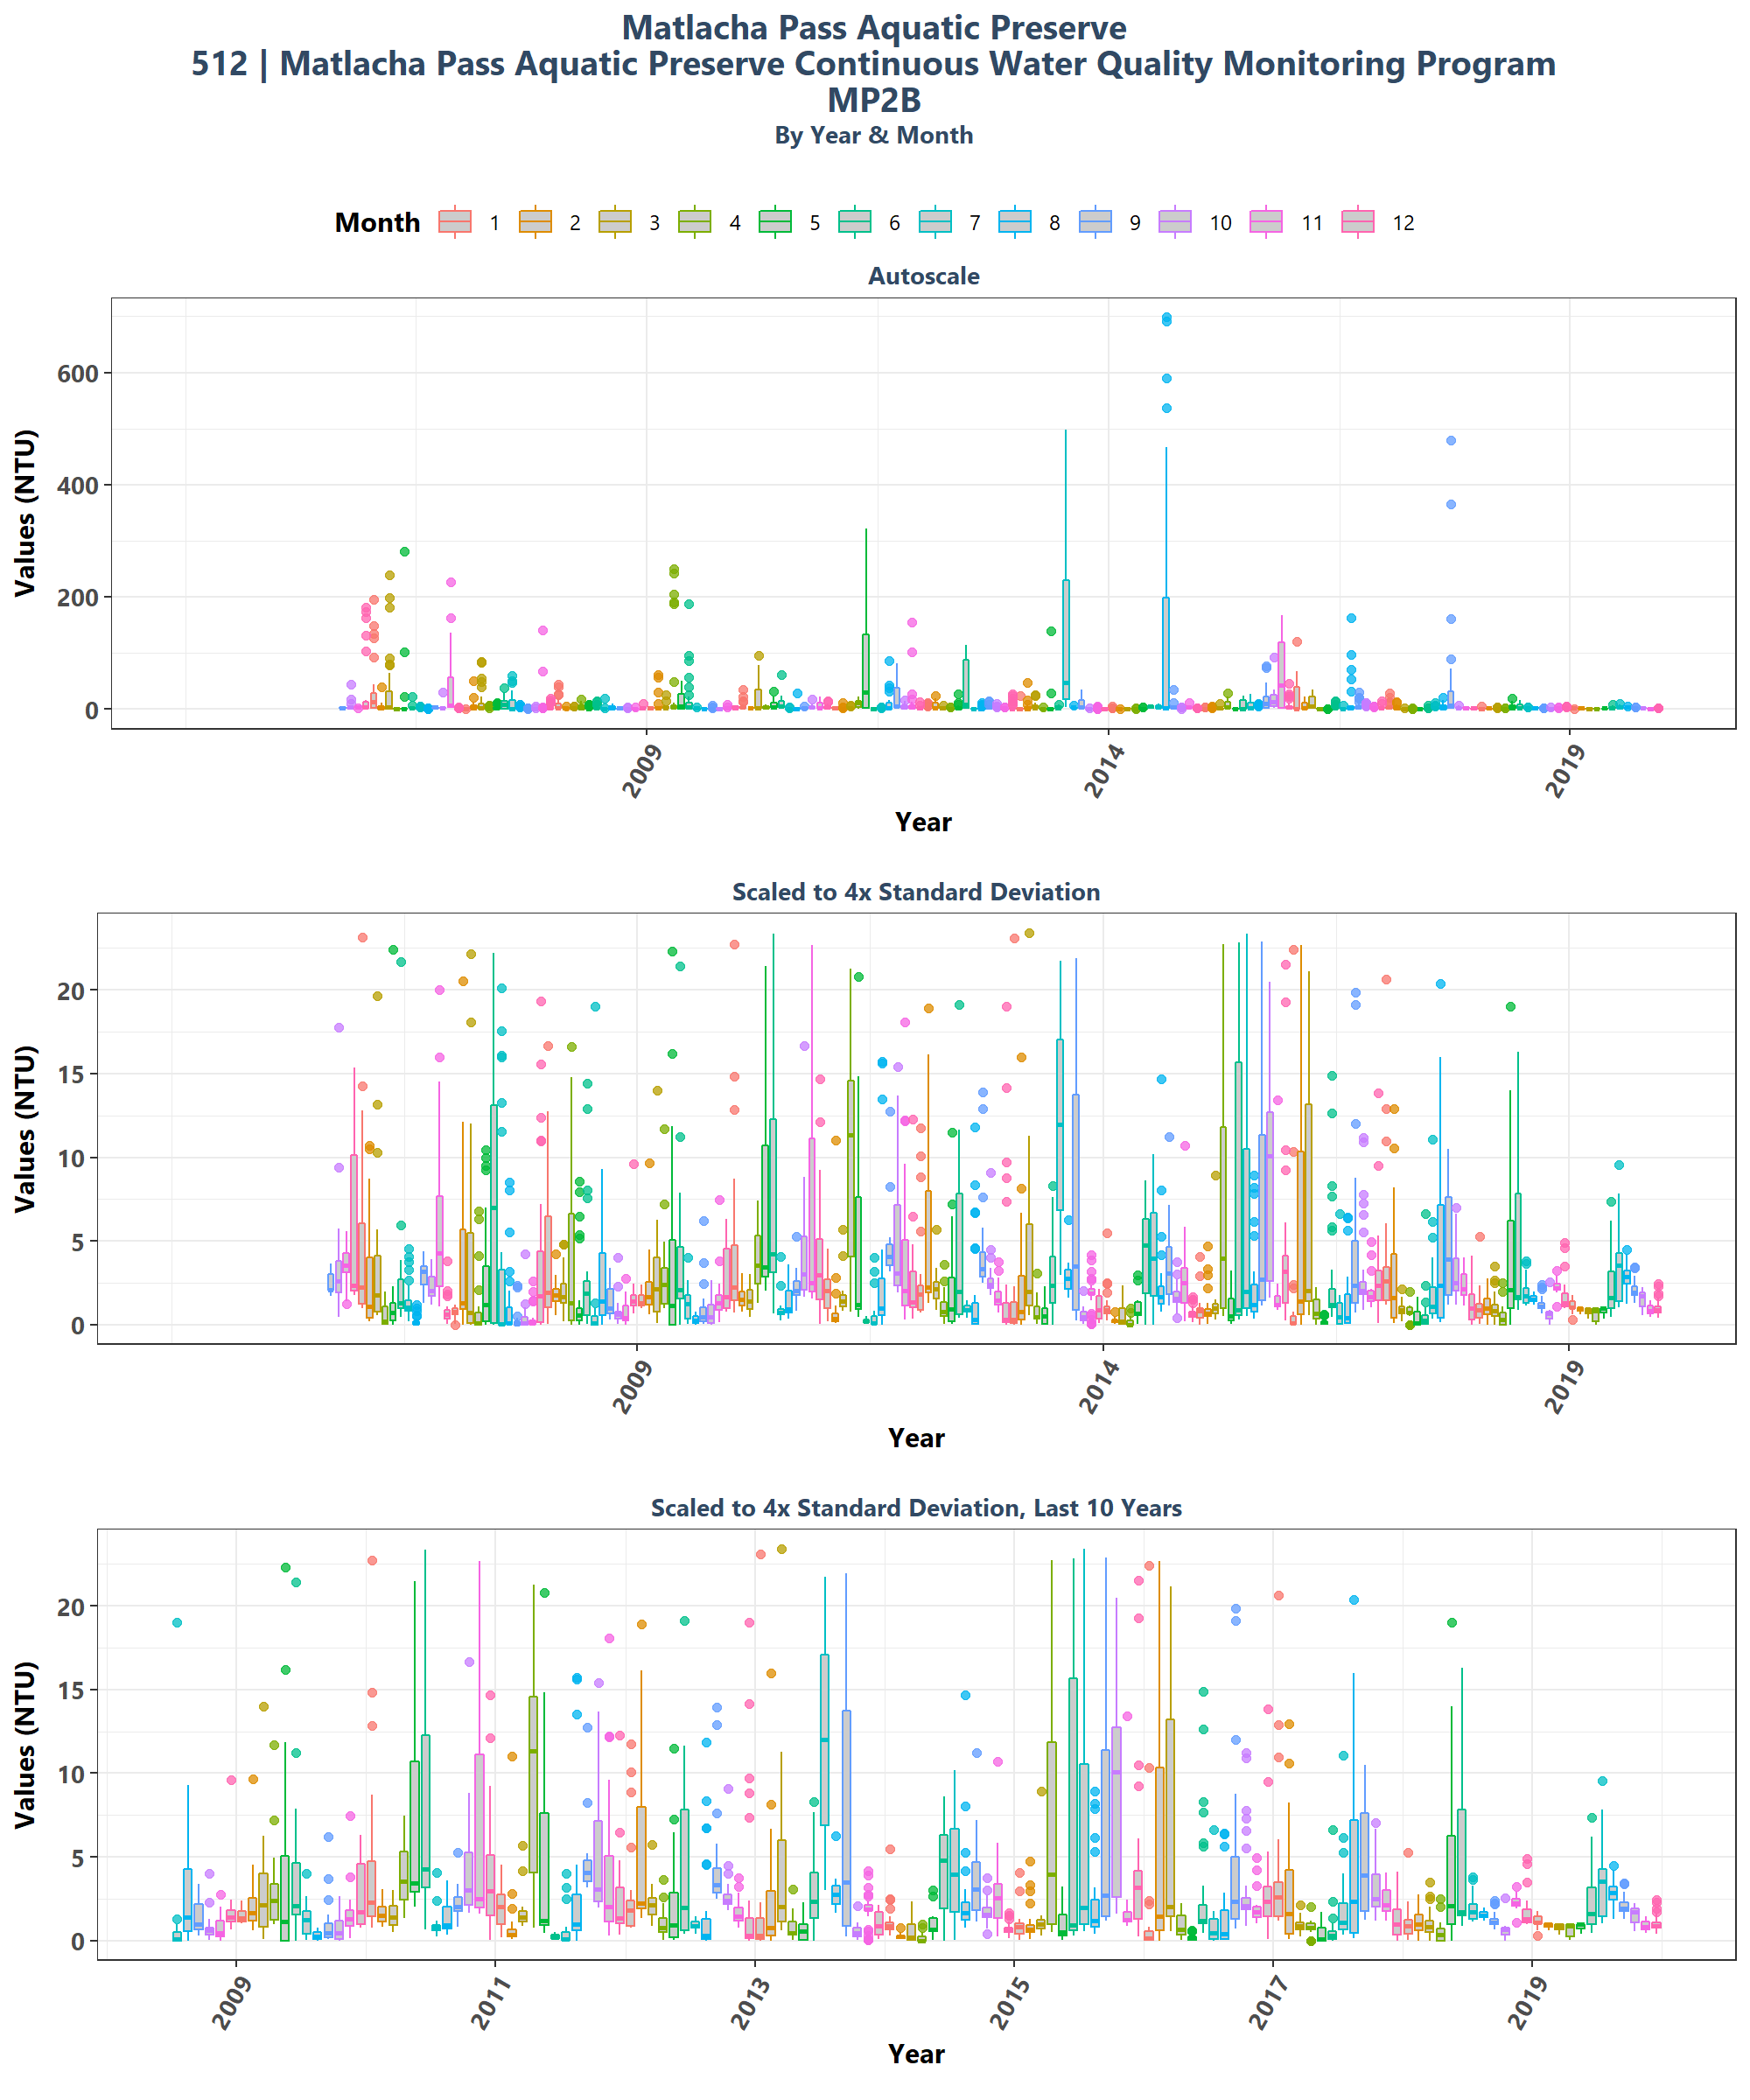 Matlacha Pass Aquatic Preserve
512 | Matlacha Pass Aquatic Preserve Continuous Water Quality Monitoring Program
MP2B
By Year & Month
Month 1 2 3 4 5 6 7 8 9 10 11 12
Autoscale
Values (NTU)
600
400
200
0
2009 2014 2019
Year
Scaled to 4x Standard Deviation
Values (NTU)
20
15
10
5
0
2009 2014 2019
Year
Scaled to 4x Standard Deviation, Last 10 Years
Values (NTU)
20
15
10
5
0
2009 2011 2013 2015 2017 2019
Year